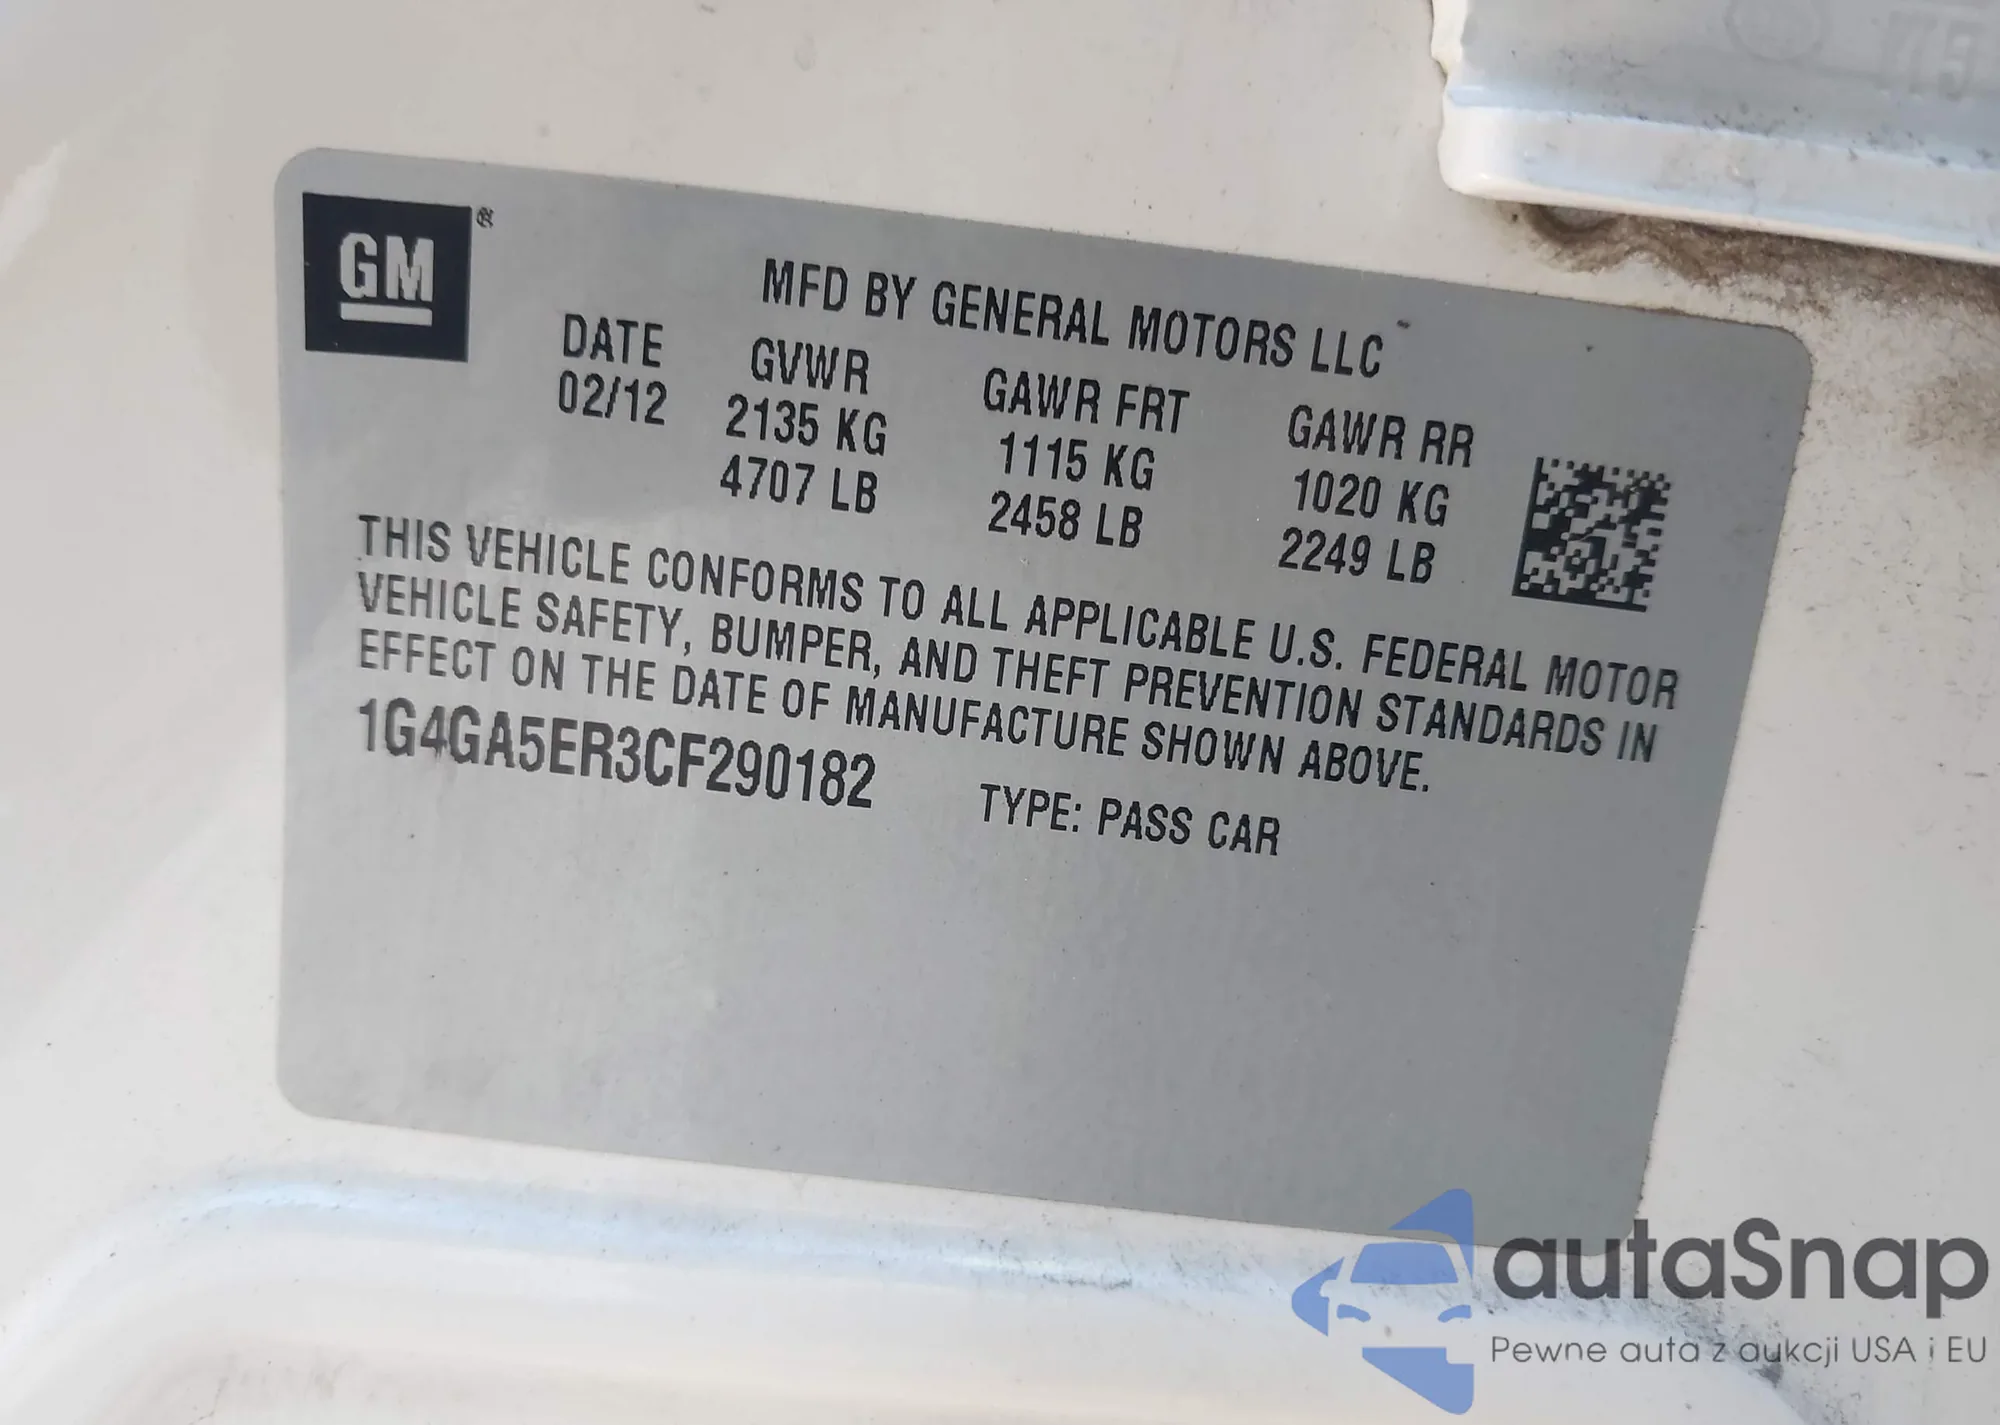 GM®
MFD BY GENERAL MOTORS LLC
DATE GVWR GAWR FRT GAWR RR
02/12 2135 KG 1115 KG 1020 KG
4707 LB 2458 LB 2249 LB
THIS VEHICLE CONFORMS TO ALL APPLICABLE U.S. FEDERAL MOTOR
VEHICLE SAFETY, BUMPER, AND THEFT PREVENTION STANDARDS IN
EFFECT ON THE DATE OF MANUFACTURE SHOWN ABOVE.
1G4GA5ER3CF290182 TYPE: PASS CAR
autaSnap
Pewne auta z aukcji USA i EU